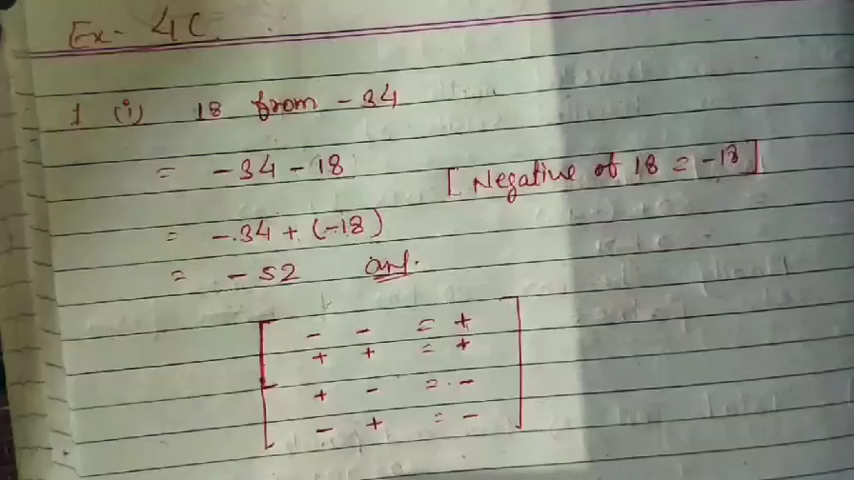 Ex- 4C.
1 (i) 18 from - 34
= - 34 - 18 [Negative of 18 = -18]
= - 34 + (-18)
= - 52 ans.
- - = +
+ + = +
+ - = -
- + = -